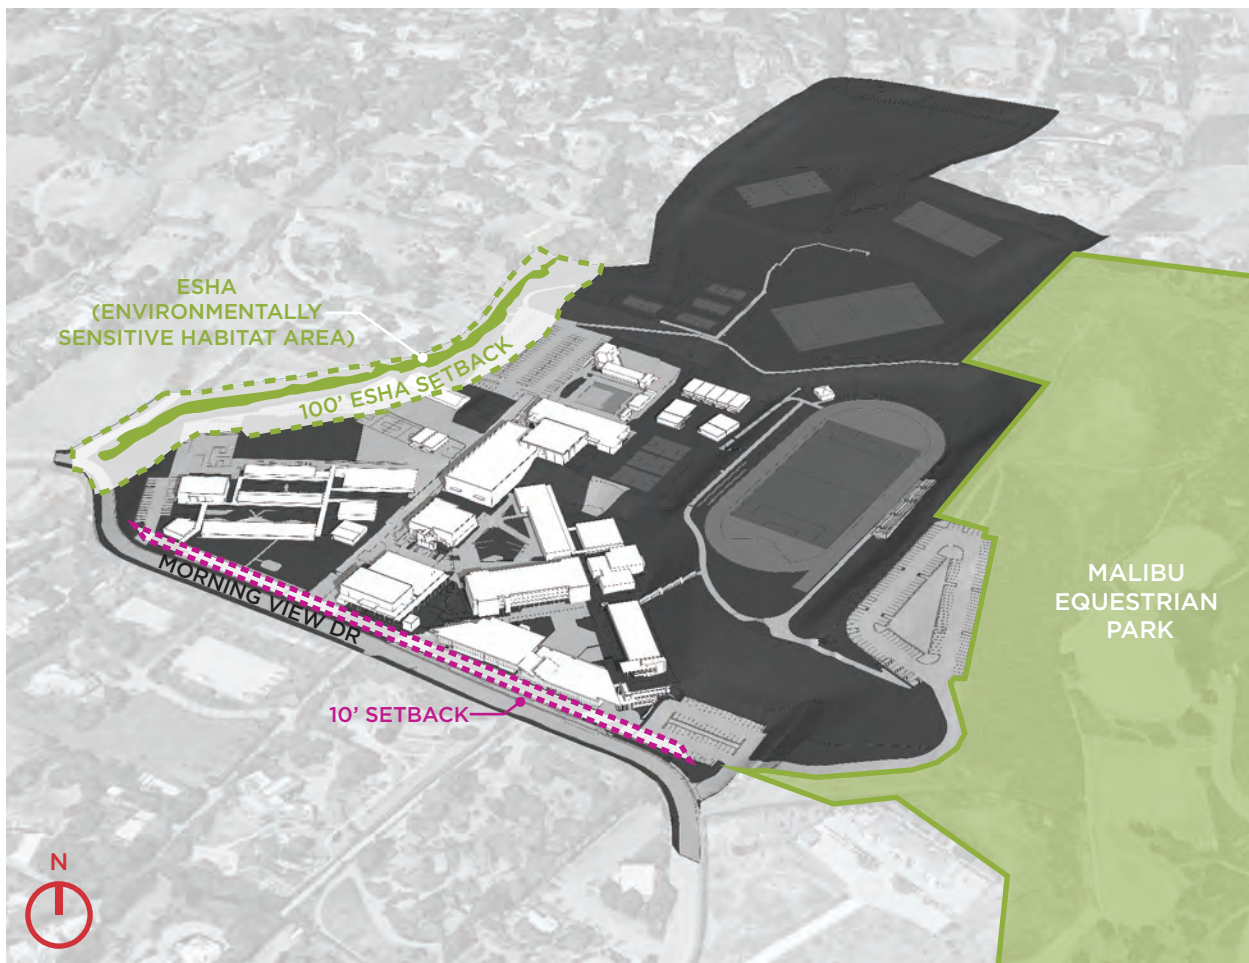 ESHA
(ENVIRONMENTALLY
SENSITIVE HABITAT AREA)
100’ ESHA SETBACK
MORNING VIEW DR
10’ SETBACK
MALIBU
EQUESTRIAN
PARK
N